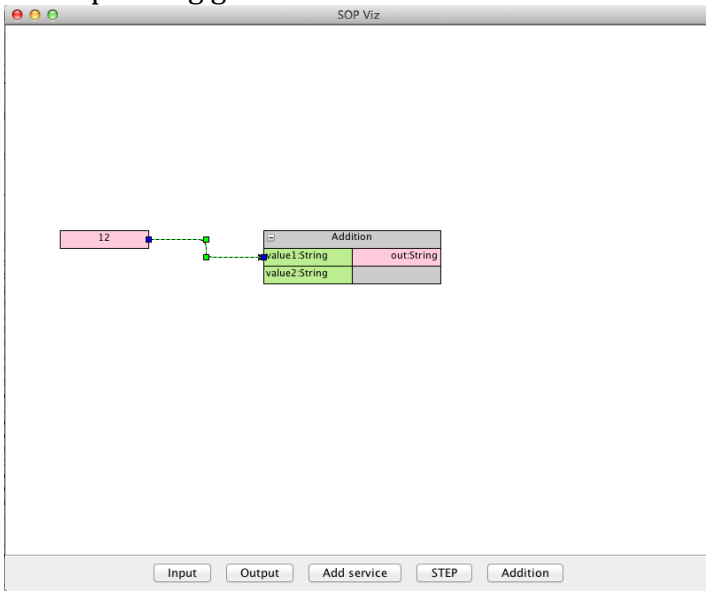 SOP Viz
12
Addition
value1:String out:String
value2:String
Input Output Add service STEP Addition